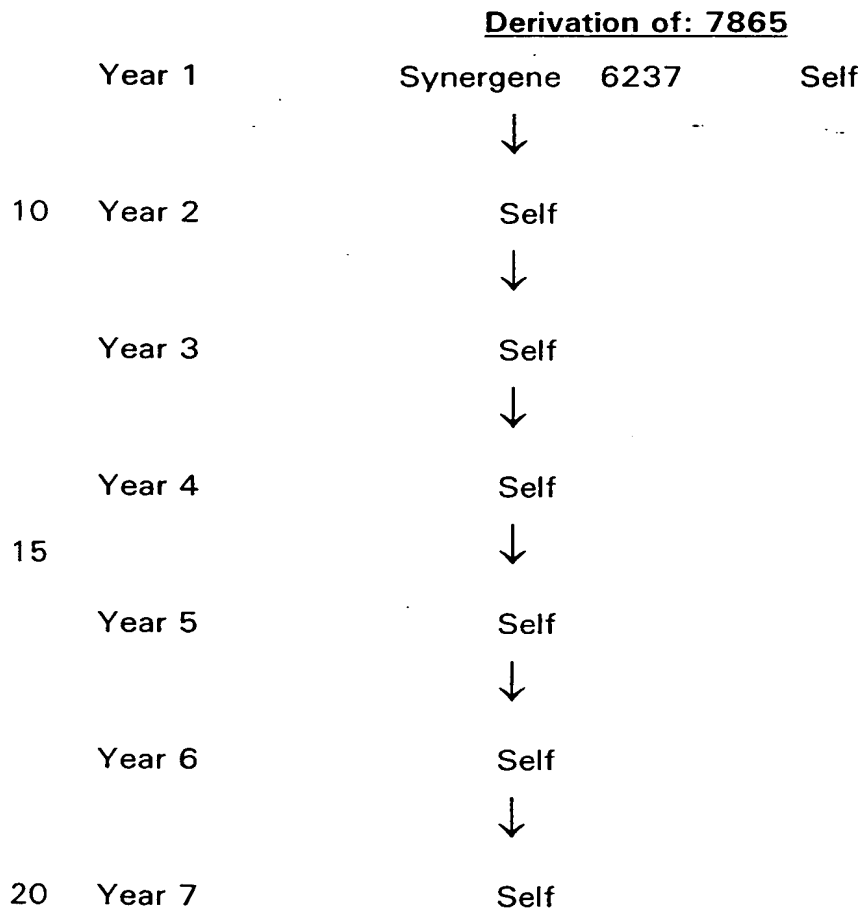 Derivation of: 7865
Year 1 Synergene 6237 Self
↓
10 Year 2 Self
↓
Year 3 Self
↓
Year 4 Self
15 ↓
Year 5 Self
↓
Year 6 Self
↓
20 Year 7 Self